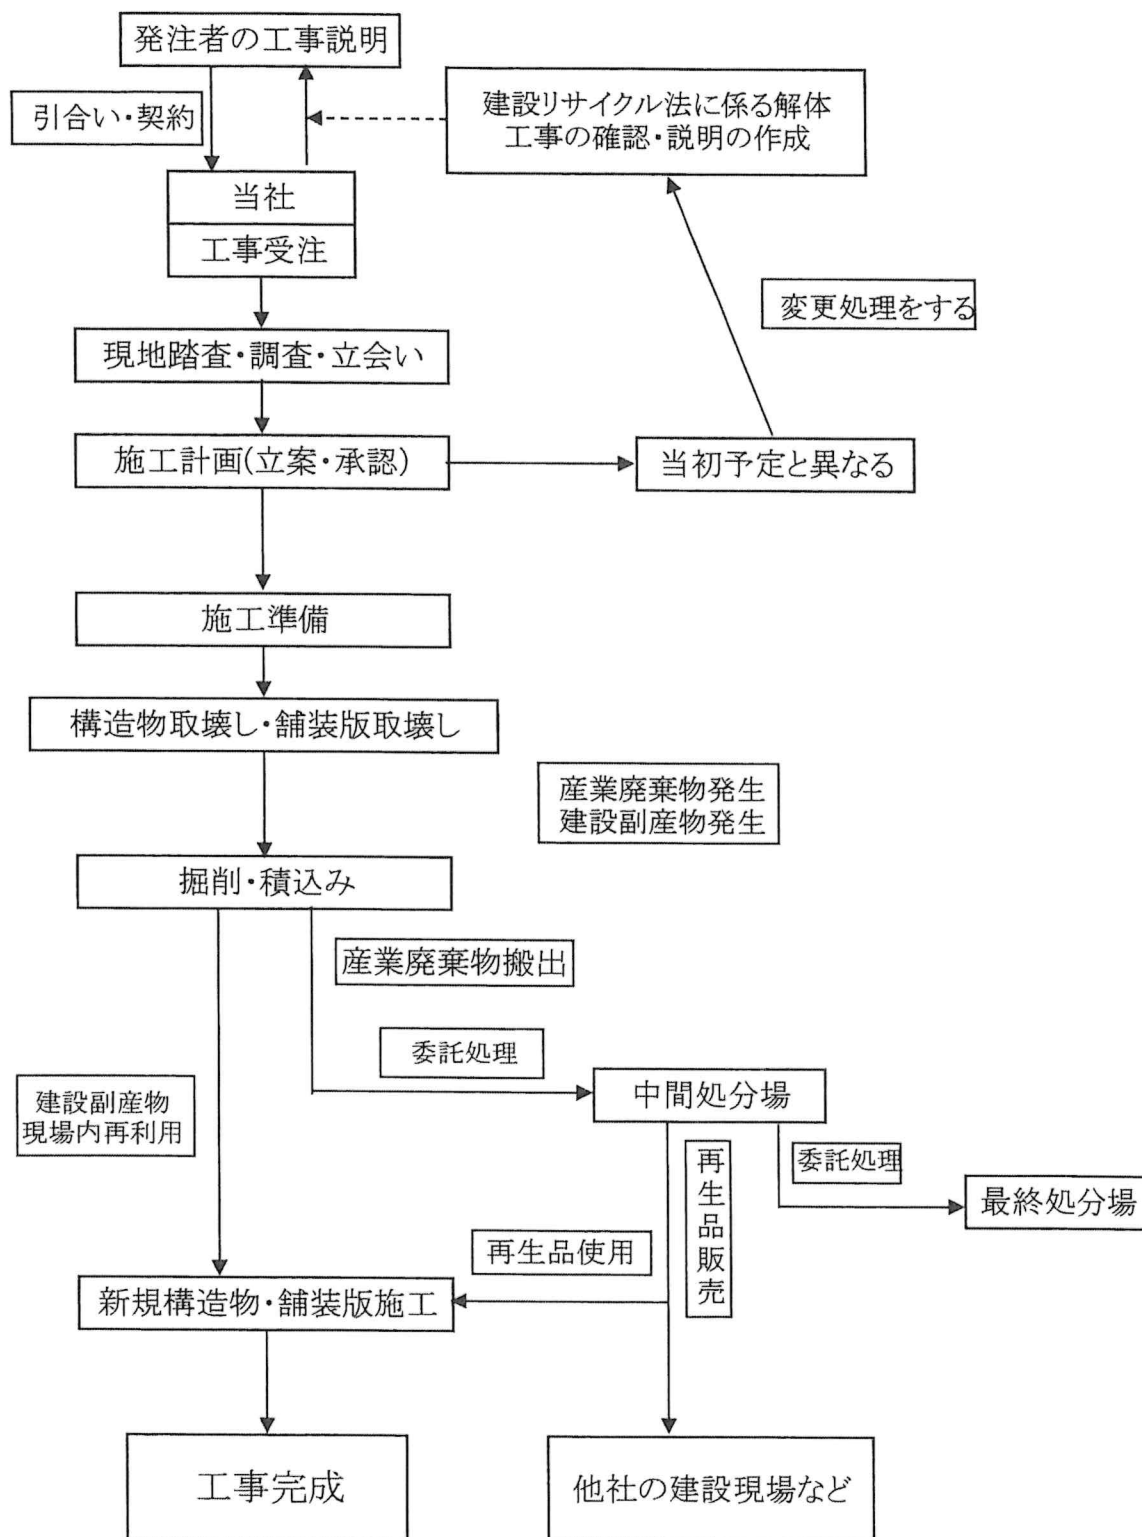 発注者の工事説明
引合い・契約
建設リサイクル法に係る解体
工事の確認・説明の作成
当社
工事受注
変更処理をする
現地踏査・調査・立会い
施工計画(立案・承認)
当初予定と異なる
施工準備
構造物取壊し・舗装版取壊し
産業廃棄物発生
建設副産物発生
掘削・積込み
産業廃棄物搬出
委託処理
中間処分場
建設副産物
現場内再利用
再生品販売
委託処理
最終処分場
再生品使用
新規構造物・舗装版施工
工事完成
他社の建設現場など